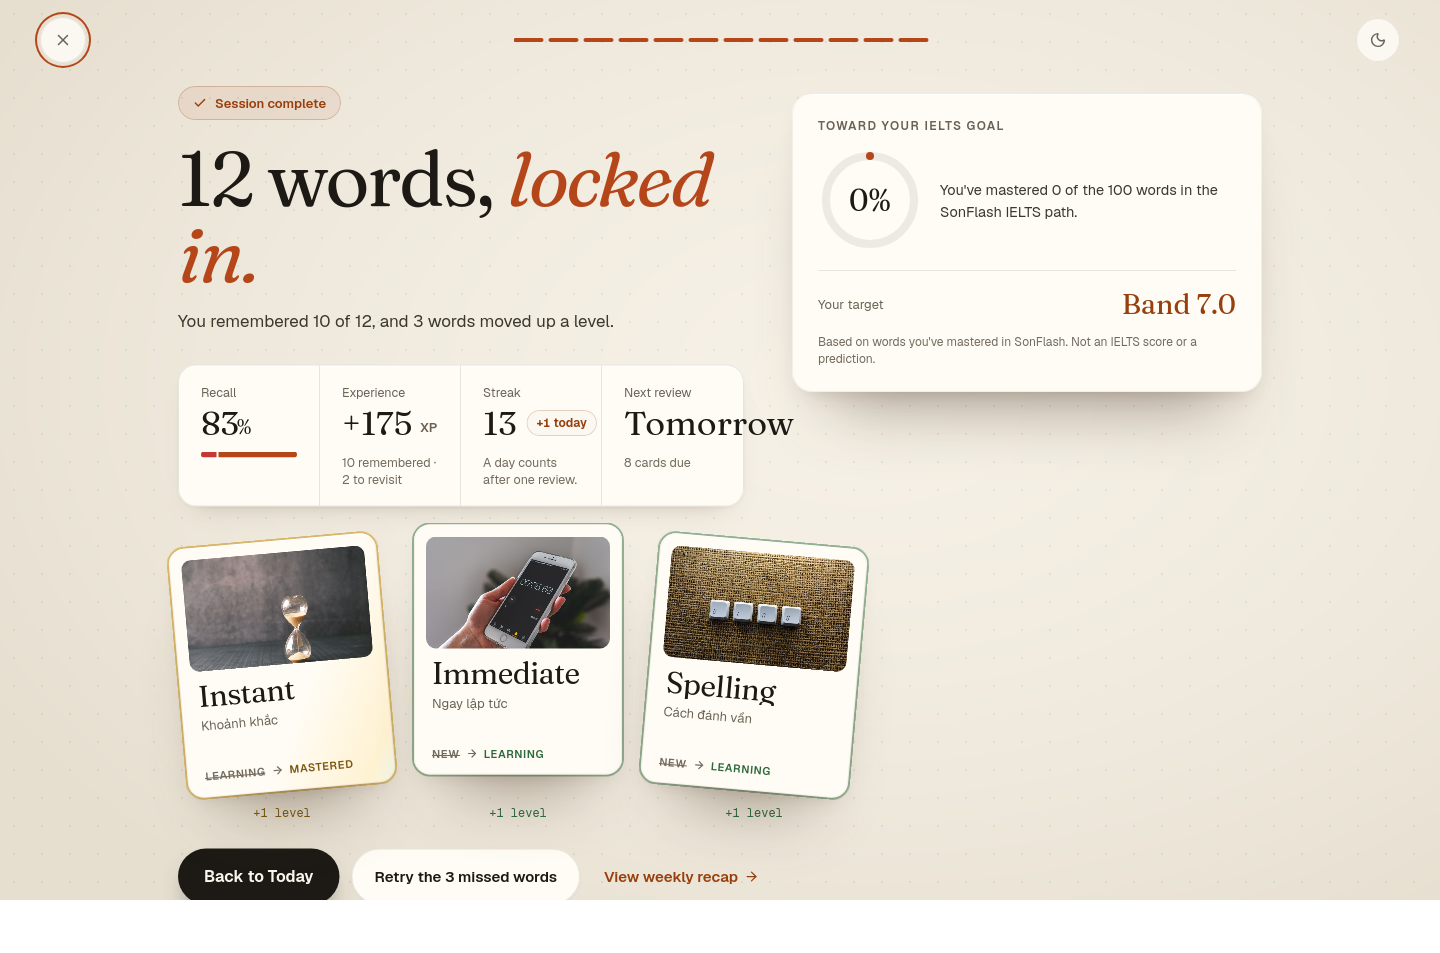 Session complete
12 words, locked
in.
You remembered 10 of 12, and 3 words moved up a level.
TOWARD YOUR IELTS GOAL
0%
You've mastered 0 of the 100 words in the
SonFlash IELTS path.
Your target
Band 7.0
Based on words you've mastered in SonFlash. Not an IELTS score or a
prediction.
Recall
83%
Experience
+175 XP
10 remembered ·
2 to revisit
Streak
13 +1 today
A day counts
after one review.
Next review
Tomorrow
8 cards due
Instant
Khoảnh khắc
LEARNING → MASTERED
+1 level
Immediate
Ngay lập tức
NEW → LEARNING
+1 level
Spelling
Cách đánh vần
NEW → LEARNING
+1 level
Back to Today
Retry the 3 missed words
View weekly recap →